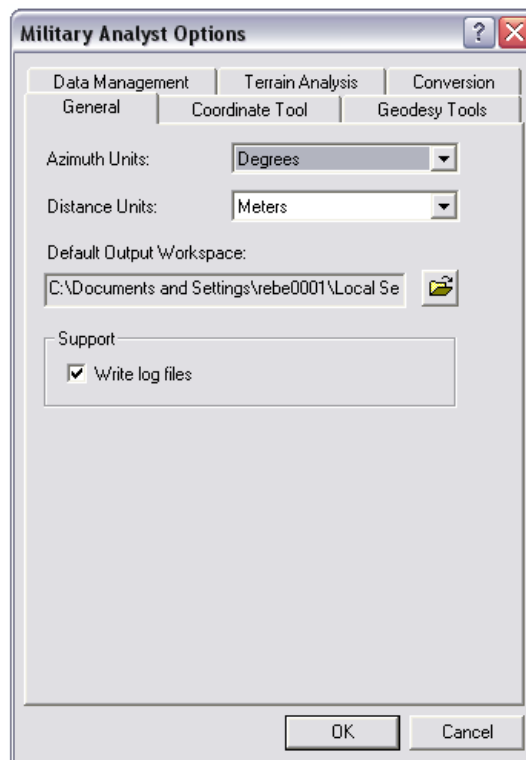 Military Analyst Options
Data Management Terrain Analysis Conversion
General Coordinate Tool Geodesy Tools
Azimuth Units: Degrees
Distance Units: Meters
Default Output Workspace:
C:\Documents and Settings\rebe0001\Local Se
Support
Write log files
OK Cancel